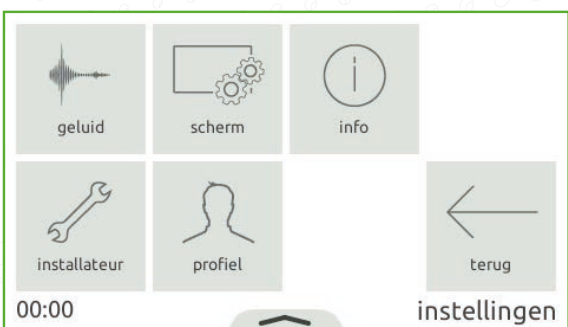 geluid scherm info
installateur profiel terug
00:00 instellingen